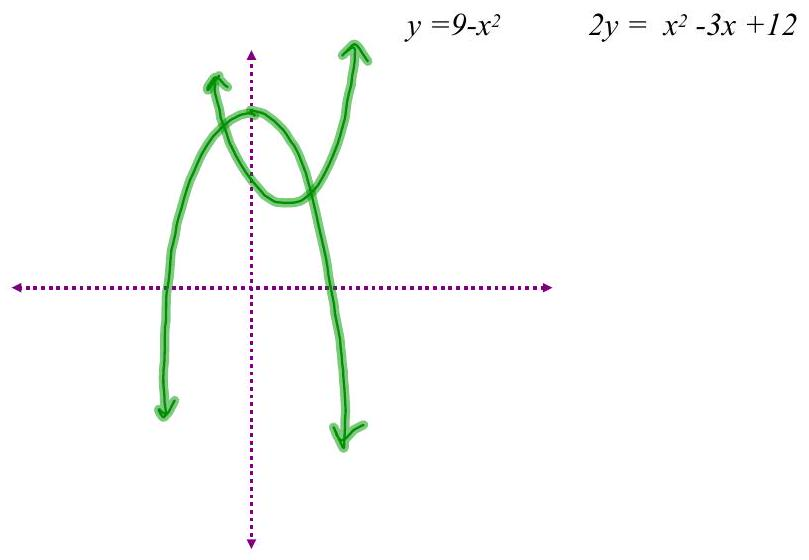 y =9-x² 2y = x² -3x +12